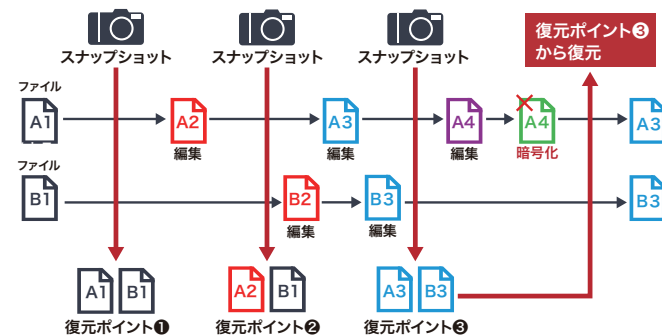 スナップショット
スナップショット
スナップショット
復元ポイント❸
から復元
ファイル
A1
A2
編集
A3
編集
A4
編集
A4
暗号化
A3
ファイル
B1
B2
編集
B3
編集
B3
A1
B1
復元ポイント❶
A2
B1
復元ポイント❷
A3
B3
復元ポイント❸